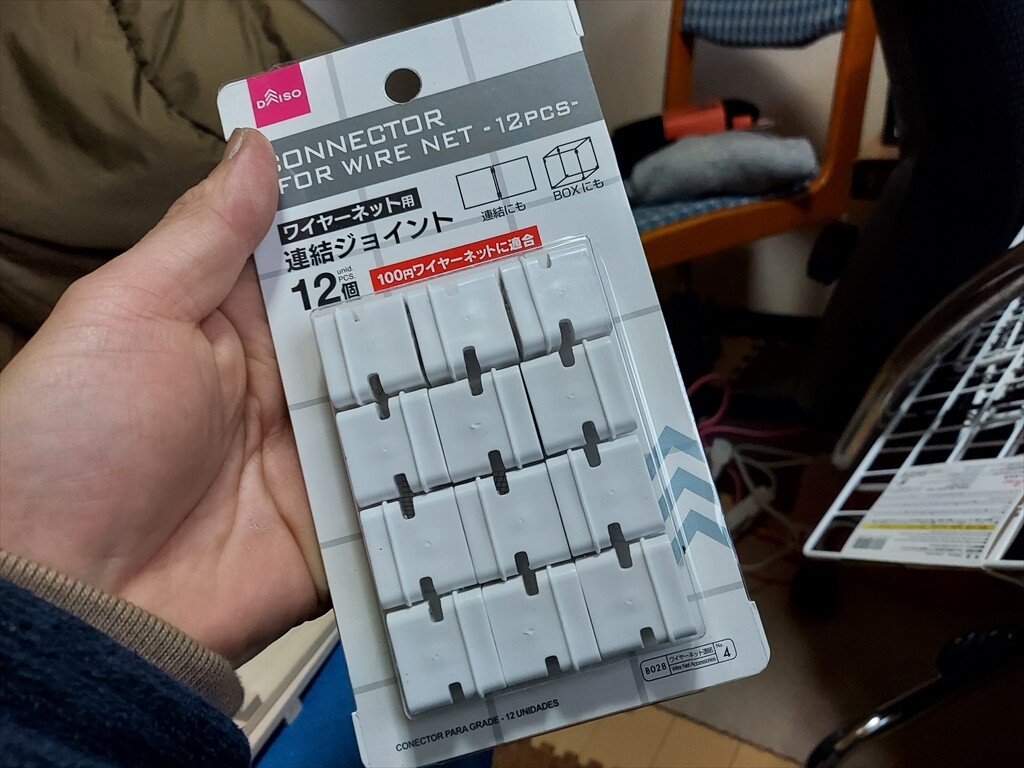 DAISO
CONNECTOR
FOR WIRE NET -12PCS-
ワイヤーネット用
連結ジョイント
連結にも
BOXにも
12個
unid.
PCS.
100円ワイヤーネットに適合
B028
ワイヤーネット連結
Wire Net Accessories
No.
4
CONECTOR PARA GRADE - 12 UNIDADES